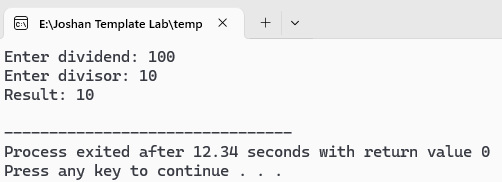 E:\Joshan Template Lab\temp
Enter dividend: 100
Enter divisor: 10
Result: 10
--------------------------------
Process exited after 12.34 seconds with return value 0
Press any key to continue . . .